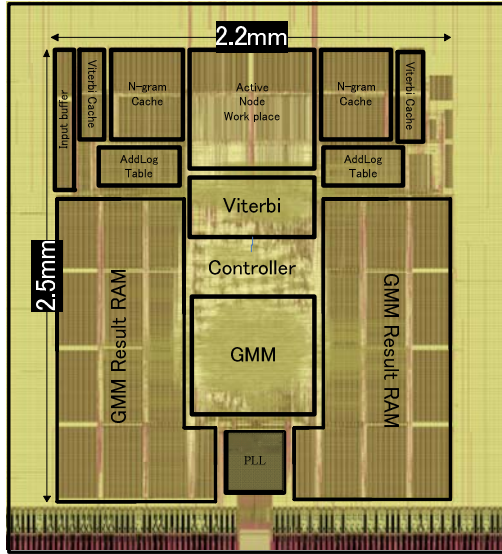 2.2mm
Input buffer
Viterbi Cache
N-gram
Cache
Active
Node
Work place
N-gram
Cache
Viterbi Cache
AddLog
Table
AddLog
Table
Viterbi
Controller
2.5mm
GMM Result RAM
GMM
GMM Result RAM
PLL